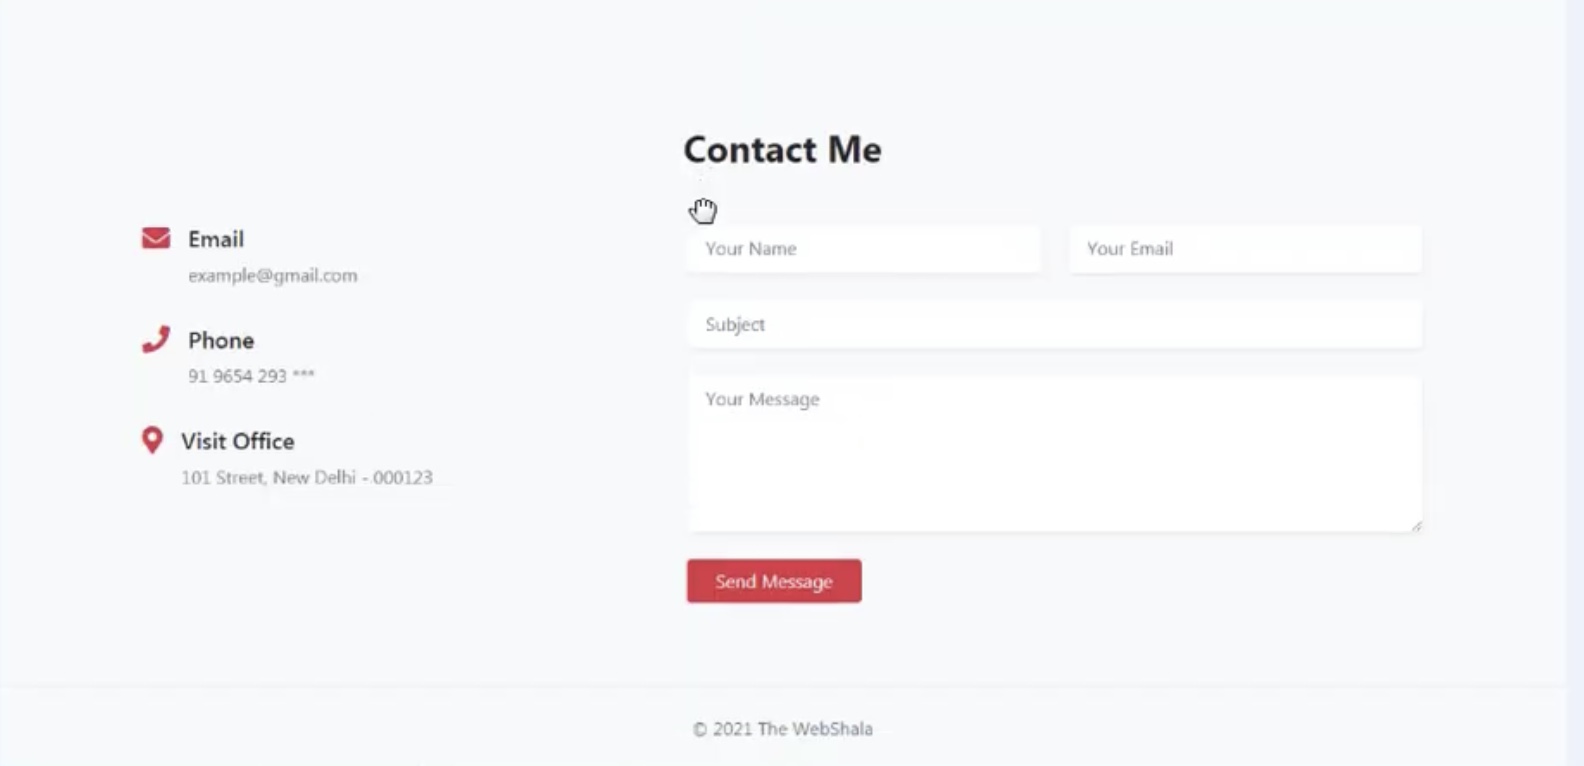 Contact Me
Email
example@gmail.com
Phone
91 9654 293 ***
Visit Office
101 Street, New Delhi - 000123
Your Name
Your Email
Subject
Your Message
Send Message
© 2021 The WebShala